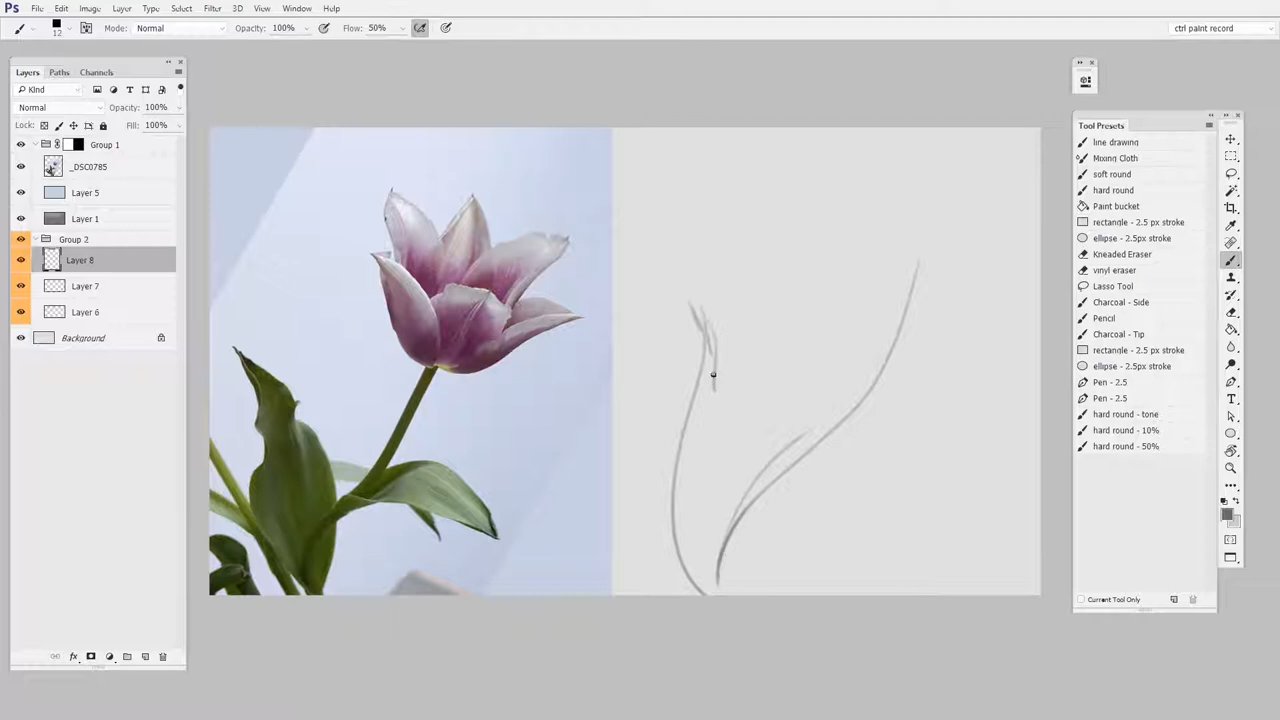 Ps File Edit Image Layer Type Select Filter 3D View Window Help
12 Mode: Normal Opacity: 100% Flow: 50% ctrl paint record
Layers Paths Channels
Kind
Normal Opacity: 100%
Lock: Fill: 100%
Group 1
_DSC0785
Layer 5
Layer 1
Group 2
Layer 8
Layer 7
Layer 6
Background
fx
Tool Presets
line drawing
Mixing Cloth
soft round
hard round
Paint bucket
rectangle - 2.5 px stroke
ellipse - 2.5px stroke
Kneaded Eraser
vinyl eraser
Lasso Tool
Charcoal - Side
Pencil
Charcoal - Tip
rectangle - 2.5 px stroke
ellipse - 2.5px stroke
Pen - 2.5
Pen - 2.5
hard round - tone
hard round - 10%
hard round - 50%
Current Tool Only